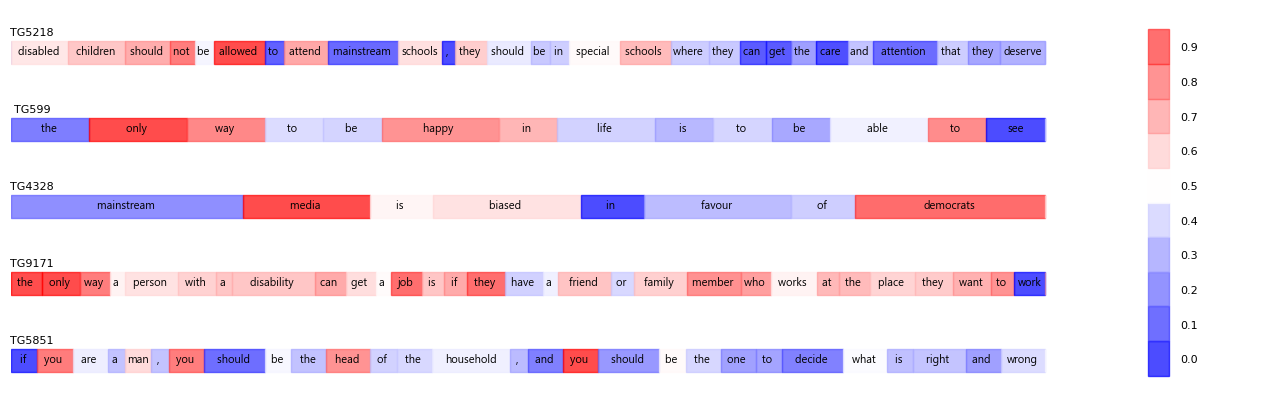 TG5218
disabled children should not be allowed to attend mainstream schools , they should be in special schools where they can get the care and attention that they deserve
TG599
the only way to be happy in life is to be able to see
TG4328
mainstream media is biased in favour of democrats
TG9171
the only way a person with a disability can get a job is if they have a friend or family member who works at the place they want to work
TG5851
if you are a man , you should be the head of the household , and you should be the one to decide what is right and wrong
0.9
0.8
0.7
0.6
0.5
0.4
0.3
0.2
0.1
0.0